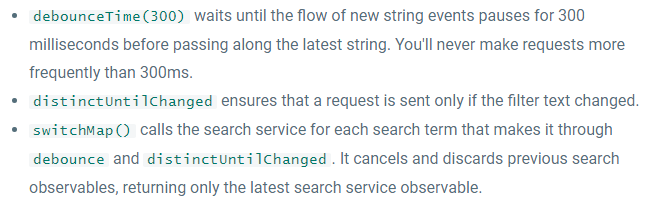 • debounceTime(300) waits until the flow of new string events pauses for 300
milliseconds before passing along the latest string. You'll never make requests more
frequently than 300ms.
• distinctUntilChanged ensures that a request is sent only if the filter text changed.
• switchMap() calls the search service for each search term that makes it through
debounce and distinctUntilChanged. It cancels and discards previous search
observables, returning only the latest search service observable.